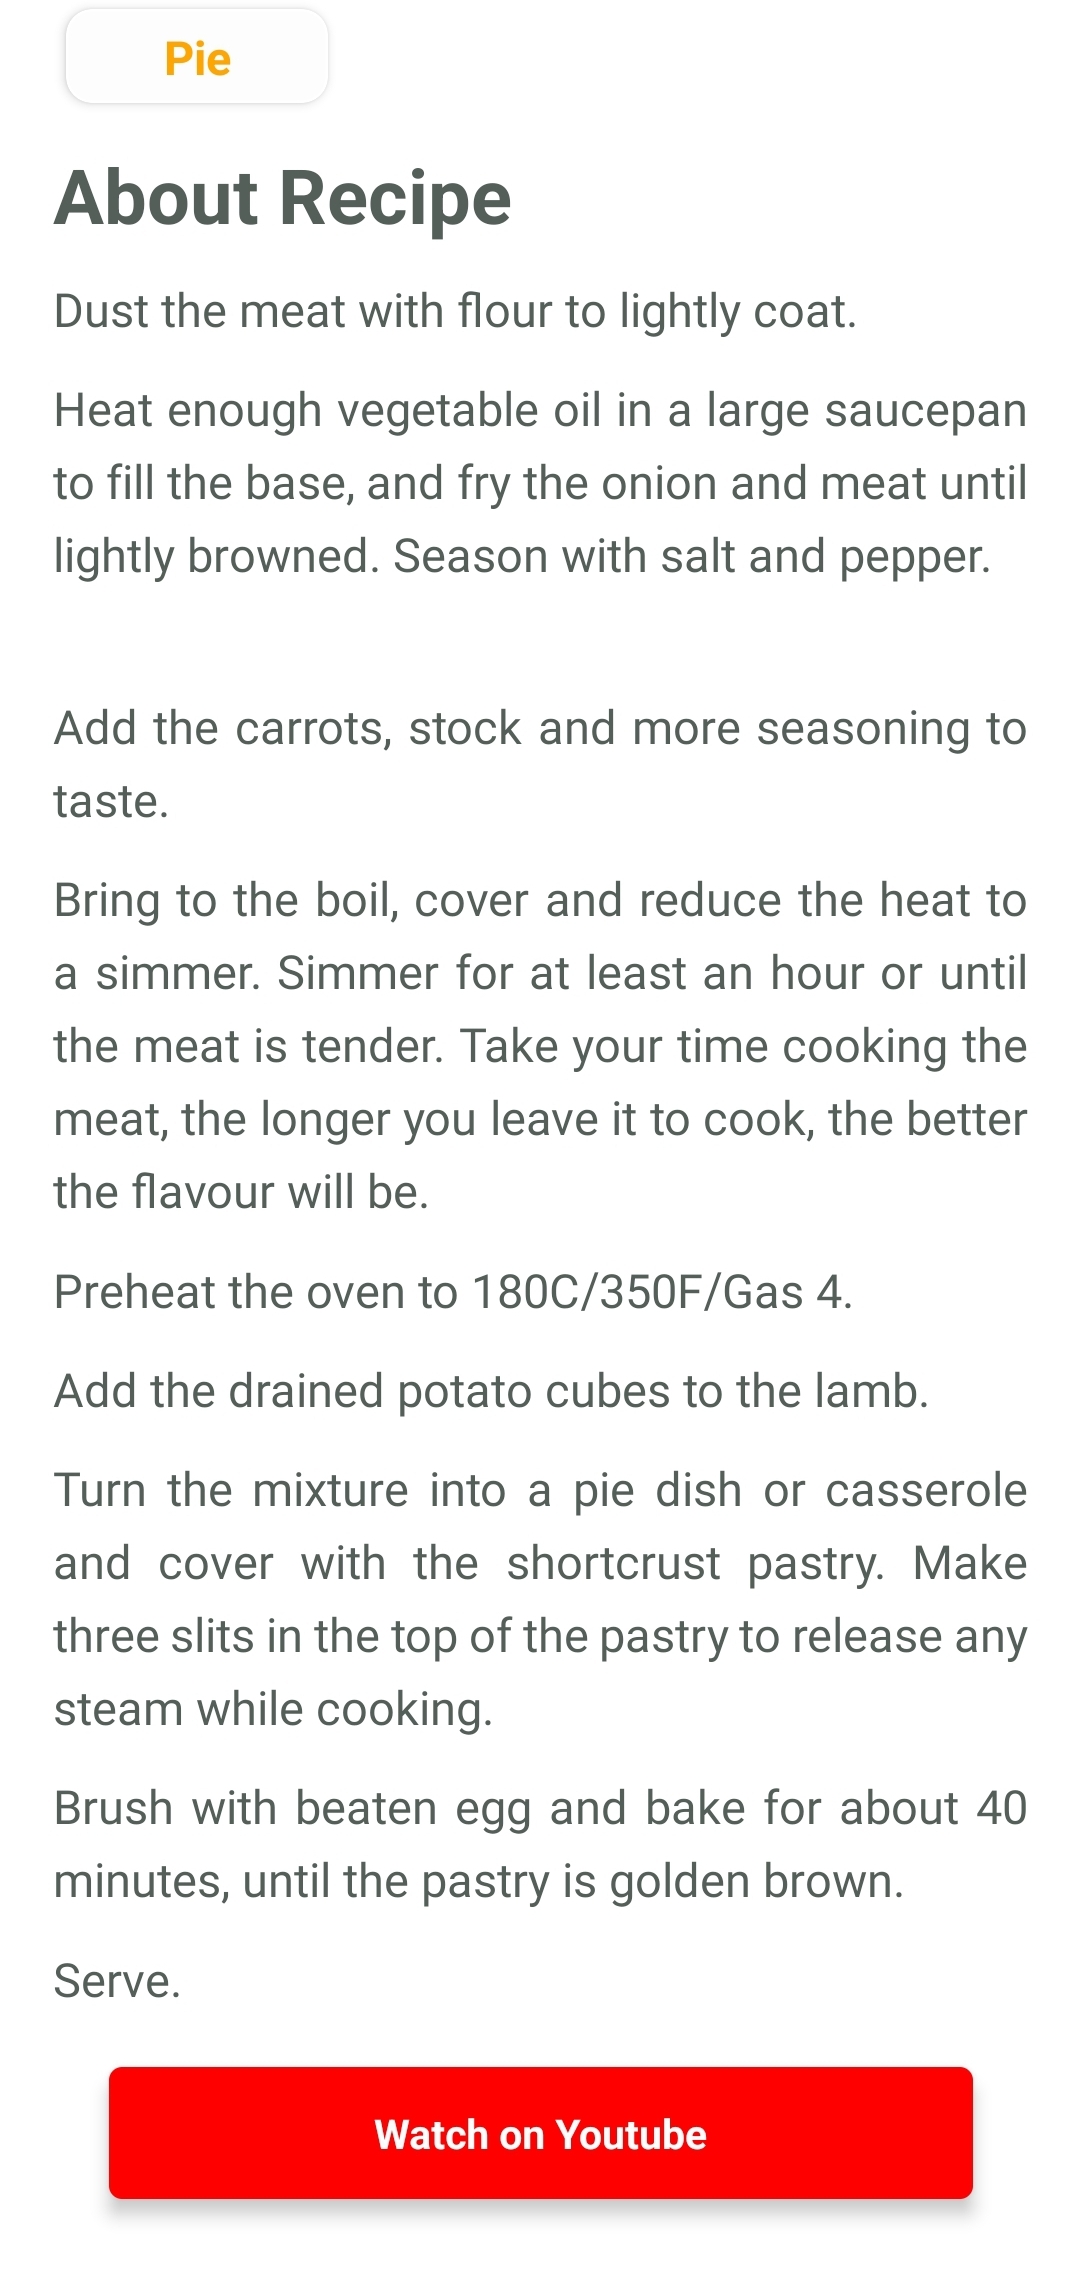 Pie
About Recipe
Dust the meat with flour to lightly coat.
Heat enough vegetable oil in a large saucepan
to fill the base, and fry the onion and meat until
lightly browned. Season with salt and pepper.
Add the carrots, stock and more seasoning to
taste.
Bring to the boil, cover and reduce the heat to
a simmer. Simmer for at least an hour or until
the meat is tender. Take your time cooking the
meat, the longer you leave it to cook, the better
the flavour will be.
Preheat the oven to 180C/350F/Gas 4.
Add the drained potato cubes to the lamb.
Turn the mixture into a pie dish or casserole
and cover with the shortcrust pastry. Make
three slits in the top of the pastry to release any
steam while cooking.
Brush with beaten egg and bake for about 40
minutes, until the pastry is golden brown.
Serve.
Watch on Youtube